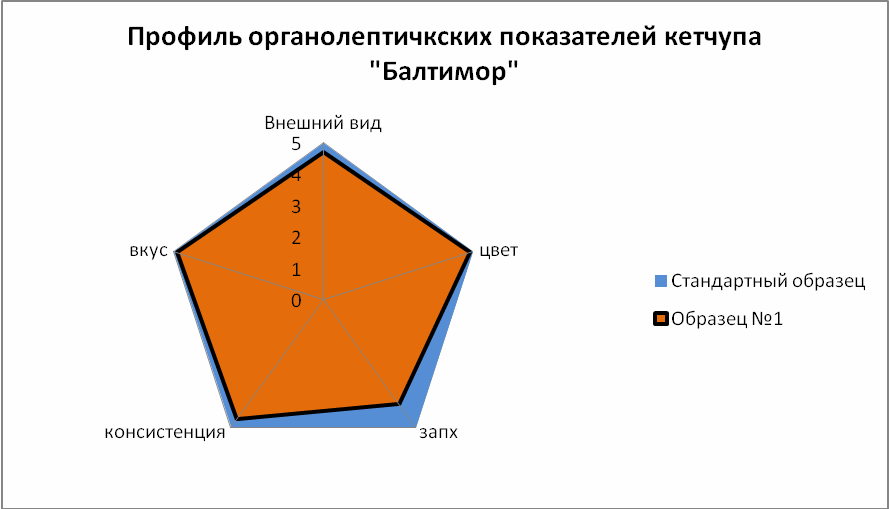 Профиль органолептичкских показателей кетчупа
"Балтимор"
Внешний вид
5
4
3
2
1
0
вкус
цвет
консистенция
запх
Стандартный образец
Образец №1